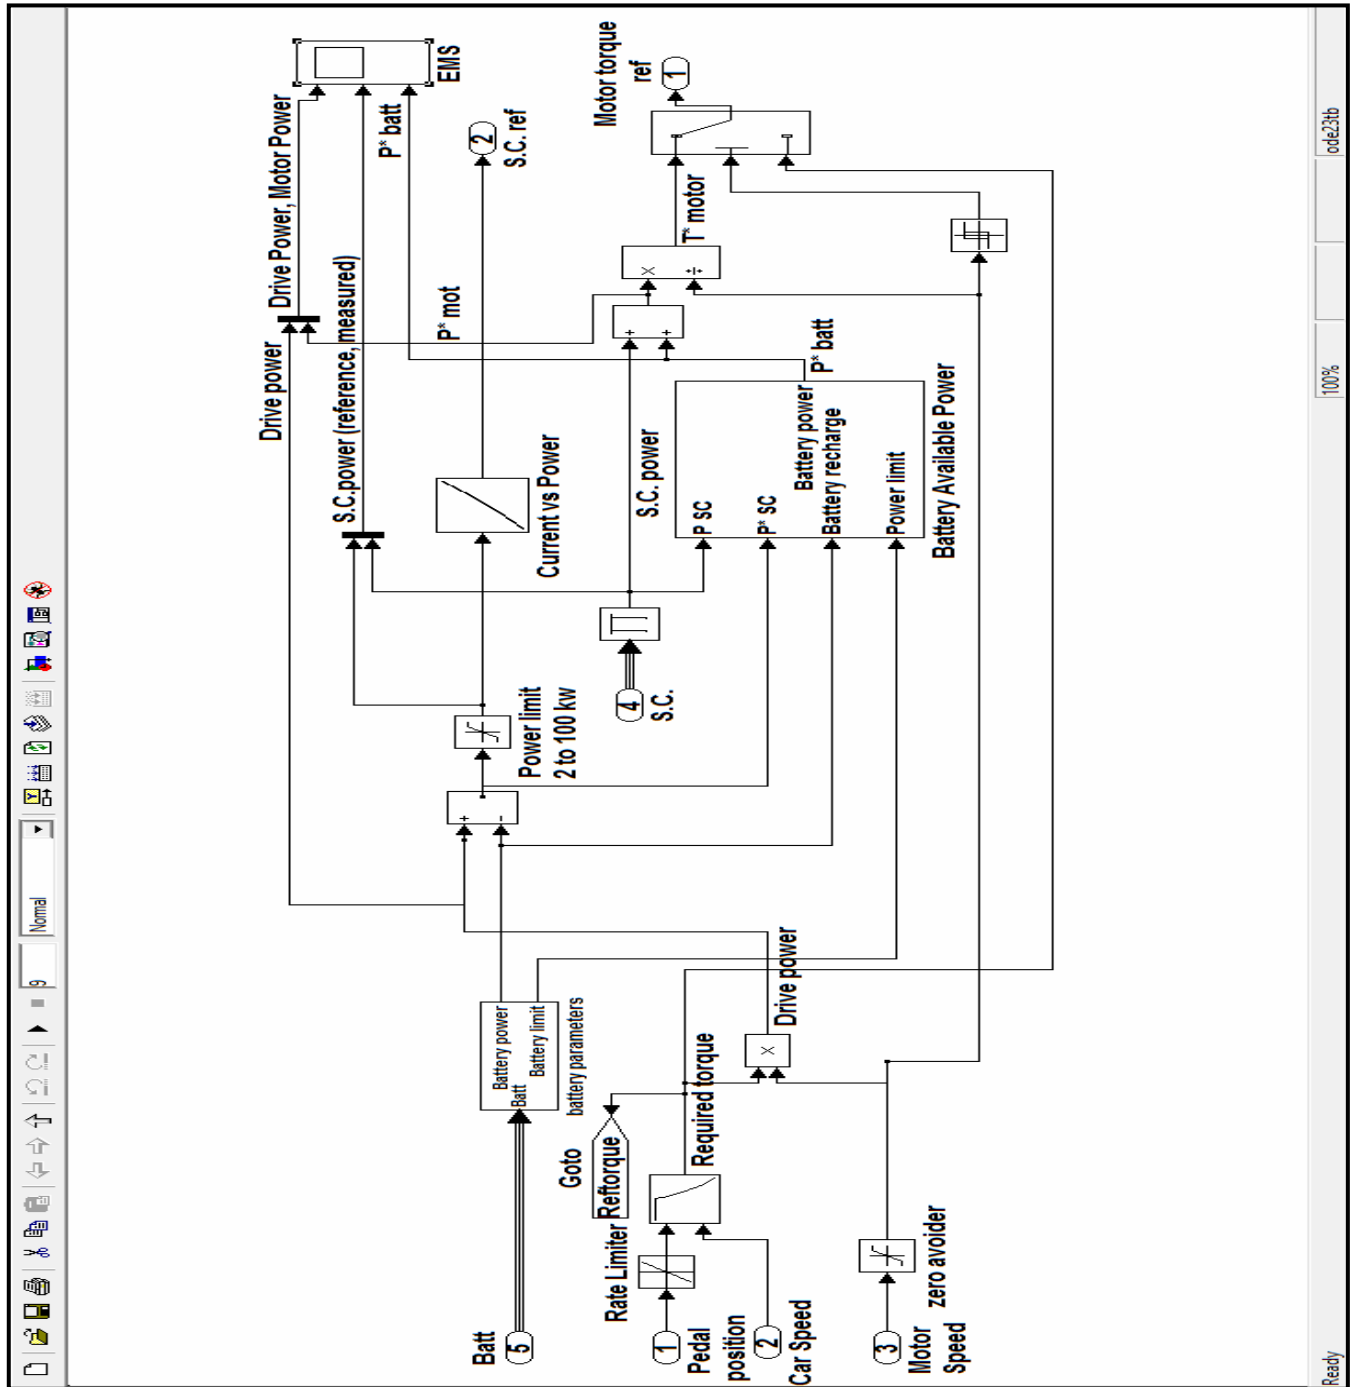 9
Normal
Batt
5
Batt
Battery power
Battery limit
battery parameters
Goto
Reftorque
Rate Limiter
1
Pedal
position
2
Car Speed
Required torque
3
Motor
Speed
zero avoider
×
Drive power
+
-
Power limit
2 to 100 kw
4
S.C.
S.C. power
S.C.power (reference, measured)
Drive power
Drive Power, Motor Power
EMS
P* batt
P* mot
Current vs Power
2
S.C. ref
P SC
P* SC
Battery power
Battery recharge
Power limit
Battery Available Power
P* batt
+
+
×
÷
T* motor
Motor torque
ref
1
Ready
100%
ode23tb